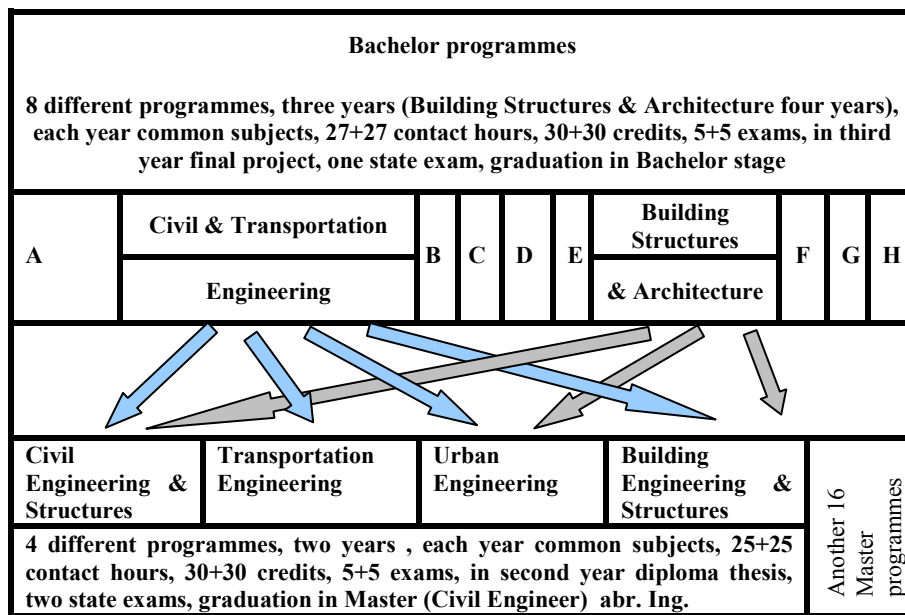 Bachelor programmes
8 different programmes, three years (Building Structures & Architecture four years),
each year common subjects, 27+27 contact hours, 30+30 credits, 5+5 exams, in third
year final project, one state exam, graduation in Bachelor stage
A
Civil & Transportation
Engineering
B
C
D
E
Building
Structures
& Architecture
F
G
H
Civil
Engineering &
Structures
Transportation
Engineering
Urban
Engineering
Building
Engineering &
Structures
Another 16
Master
programmes
4 different programmes, two years , each year common subjects, 25+25
contact hours, 30+30 credits, 5+5 exams, in second year diploma thesis,
two state exams, graduation in Master (Civil Engineer) abr. Ing.